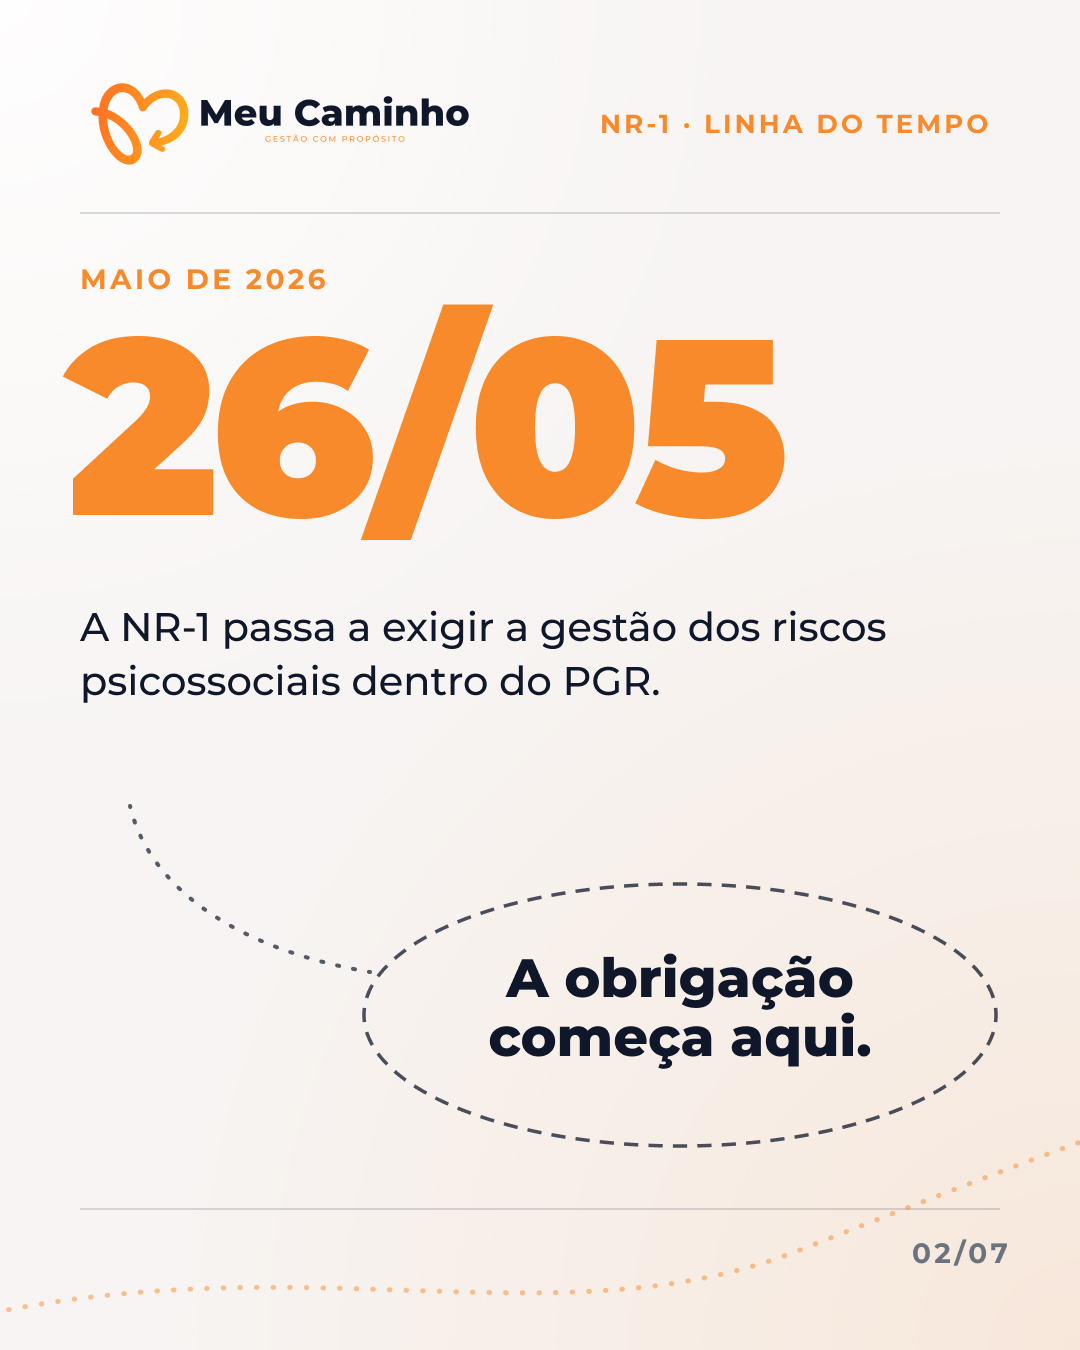 Meu Caminho
GESTÃO COM PROPÓSITO
NR-1 · LINHA DO TEMPO
MAIO DE 2026
26/05
A NR-1 passa a exigir a gestão dos riscos
psicossociais dentro do PGR.
A obrigação
começa aqui.
02/07